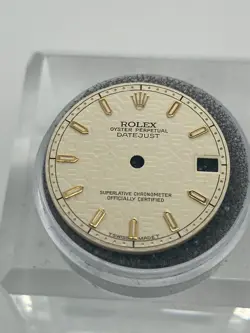 ROLEX
OYSTER PERPETUAL
DATEJUST
SUPERLATIVE CHRONOMETER
OFFICIALLY CERTIFIED